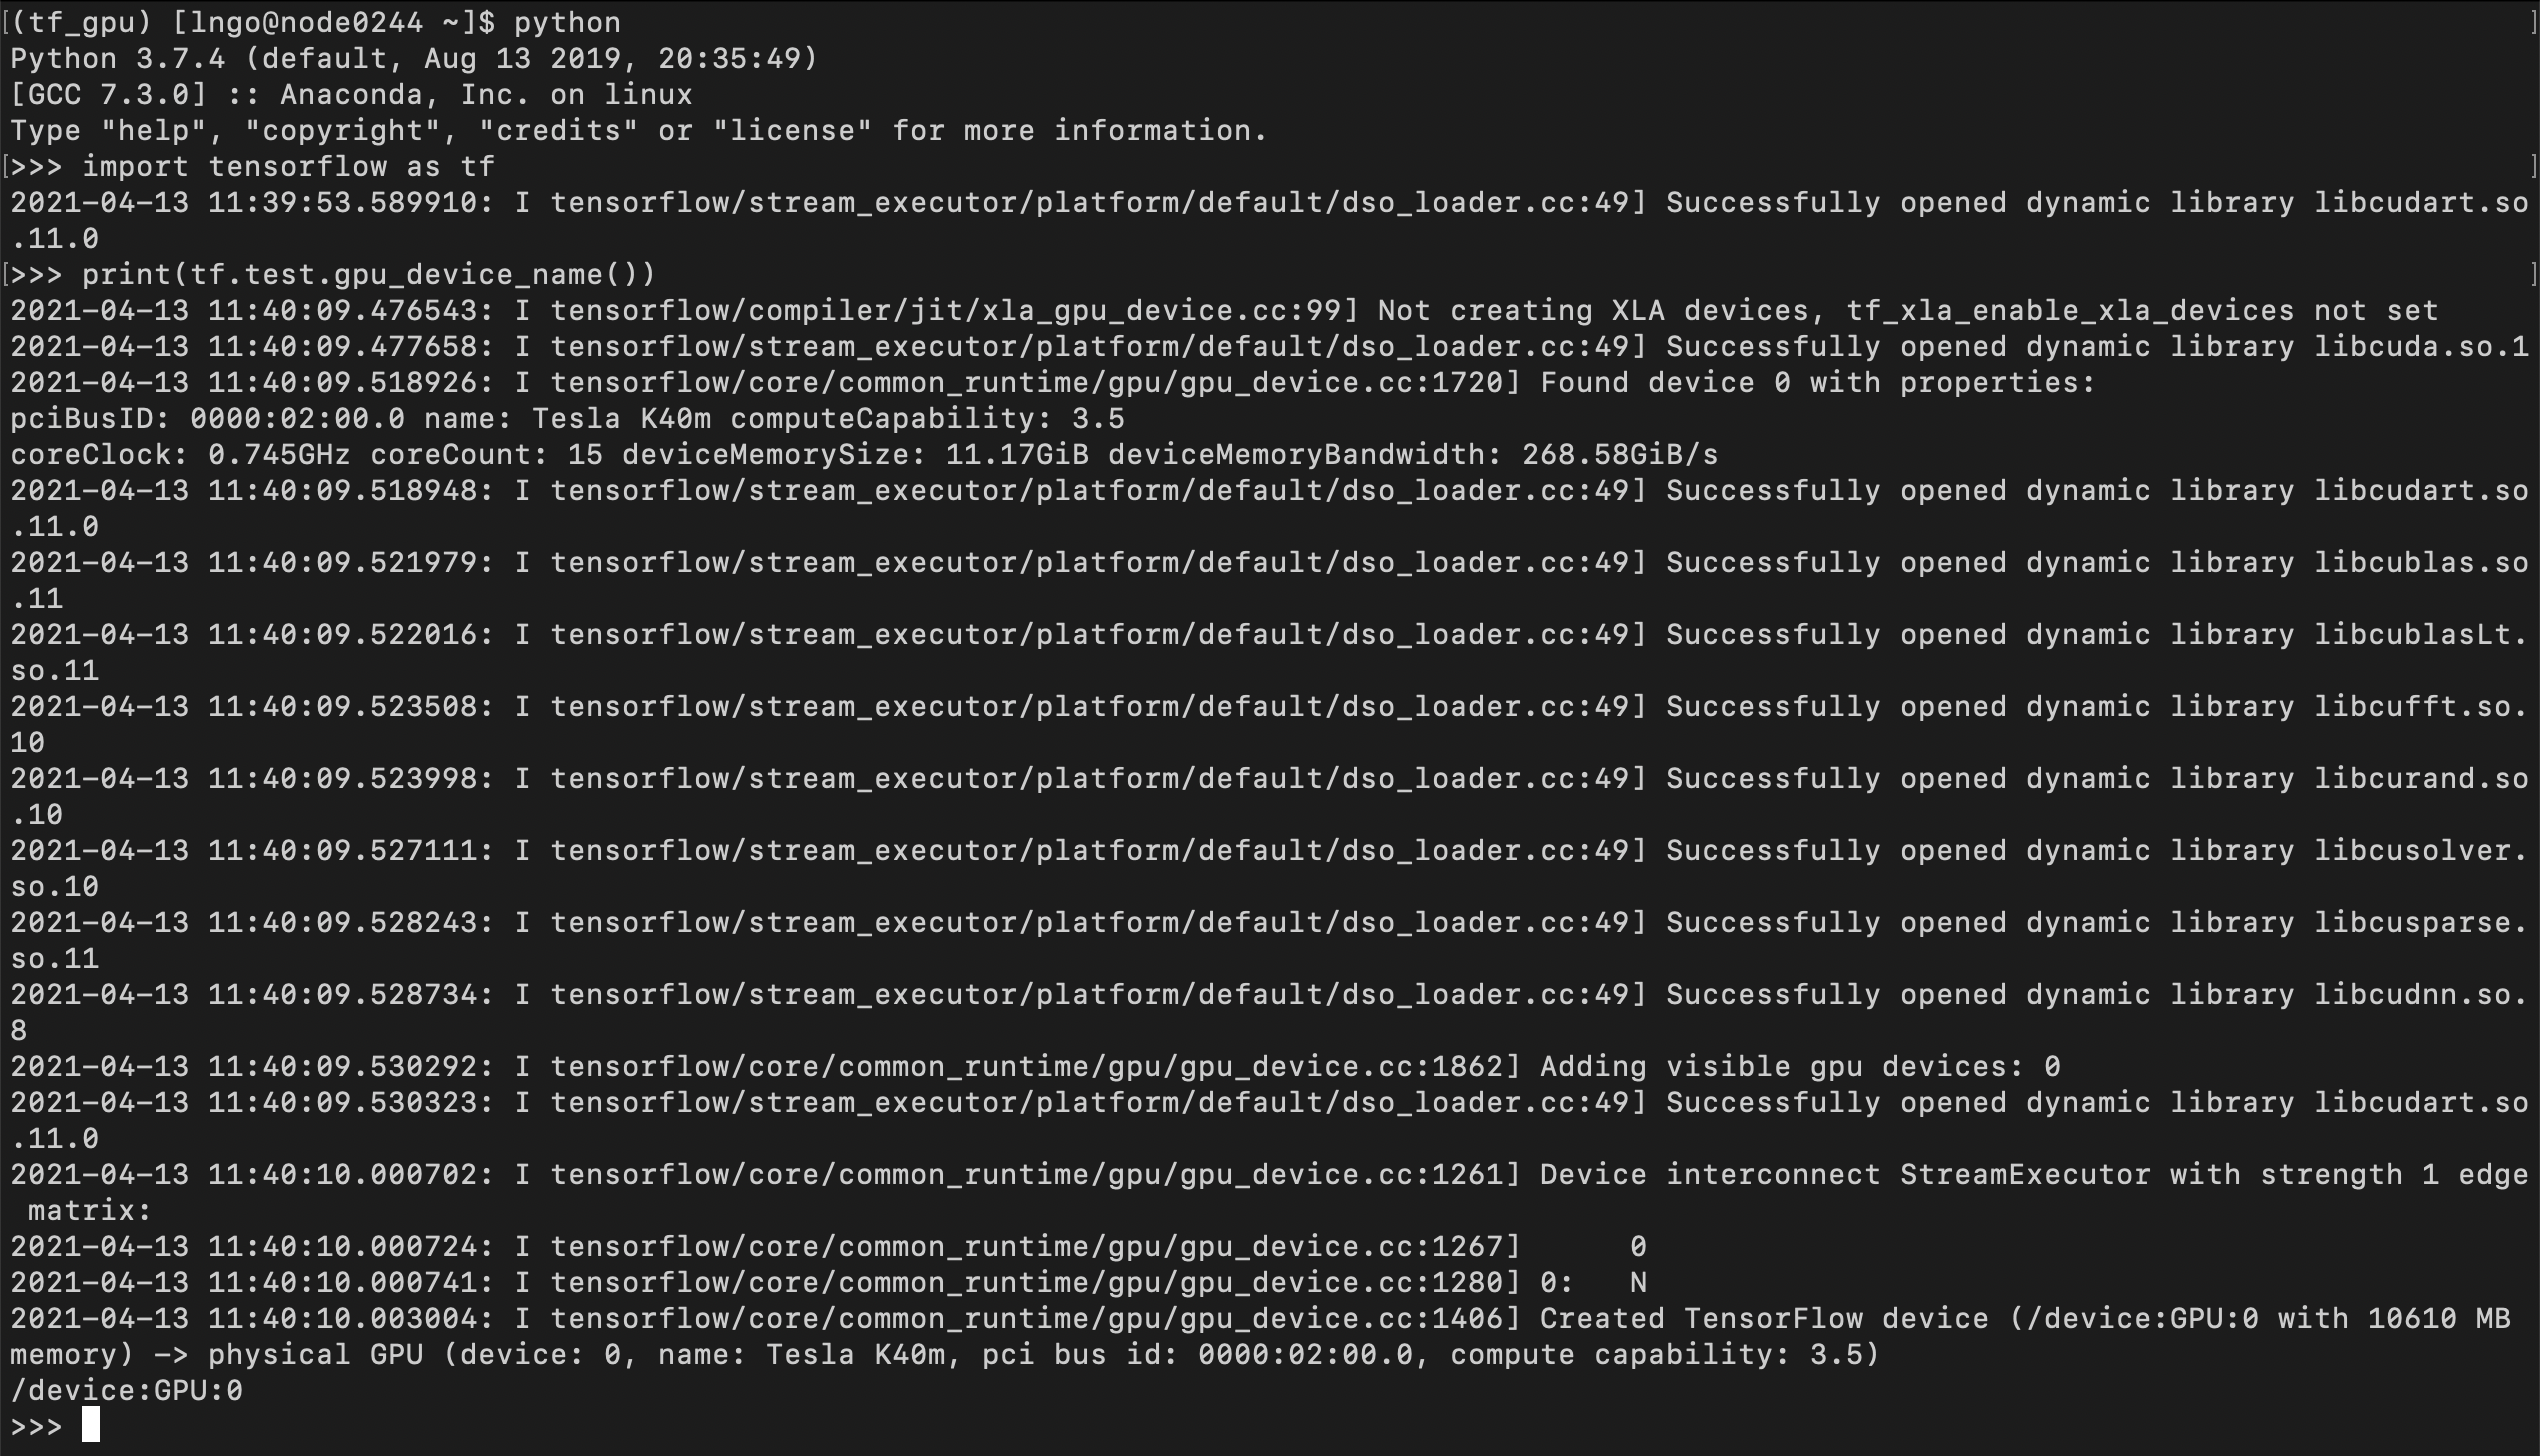 [(tf_gpu) [lngo@node0244 ~]$ python ]
Python 3.7.4 (default, Aug 13 2019, 20:35:49)
[GCC 7.3.0] :: Anaconda, Inc. on linux
Type "help", "copyright", "credits" or "license" for more information.
[>>> import tensorflow as tf ]
2021-04-13 11:39:53.589910: I tensorflow/stream_executor/platform/default/dso_loader.cc:49] Successfully opened dynamic library libcudart.so
.11.0
[>>> print(tf.test.gpu_device_name()) ]
2021-04-13 11:40:09.476543: I tensorflow/compiler/jit/xla_gpu_device.cc:99] Not creating XLA devices, tf_xla_enable_xla_devices not set
2021-04-13 11:40:09.477658: I tensorflow/stream_executor/platform/default/dso_loader.cc:49] Successfully opened dynamic library libcuda.so.1
2021-04-13 11:40:09.518926: I tensorflow/core/common_runtime/gpu/gpu_device.cc:1720] Found device 0 with properties:
pciBusID: 0000:02:00.0 name: Tesla K40m computeCapability: 3.5
coreClock: 0.745GHz coreCount: 15 deviceMemorySize: 11.17GiB deviceMemoryBandwidth: 268.58GiB/s
2021-04-13 11:40:09.518948: I tensorflow/stream_executor/platform/default/dso_loader.cc:49] Successfully opened dynamic library libcudart.so
.11.0
2021-04-13 11:40:09.521979: I tensorflow/stream_executor/platform/default/dso_loader.cc:49] Successfully opened dynamic library libcublas.so
.11
2021-04-13 11:40:09.522016: I tensorflow/stream_executor/platform/default/dso_loader.cc:49] Successfully opened dynamic library libcublasLt.
so.11
2021-04-13 11:40:09.523508: I tensorflow/stream_executor/platform/default/dso_loader.cc:49] Successfully opened dynamic library libcufft.so.
10
2021-04-13 11:40:09.523998: I tensorflow/stream_executor/platform/default/dso_loader.cc:49] Successfully opened dynamic library libcurand.so
.10
2021-04-13 11:40:09.527111: I tensorflow/stream_executor/platform/default/dso_loader.cc:49] Successfully opened dynamic library libcusolver.
so.10
2021-04-13 11:40:09.528243: I tensorflow/stream_executor/platform/default/dso_loader.cc:49] Successfully opened dynamic library libcusparse.
so.11
2021-04-13 11:40:09.528734: I tensorflow/stream_executor/platform/default/dso_loader.cc:49] Successfully opened dynamic library libcudnn.so.
8
2021-04-13 11:40:09.530292: I tensorflow/core/common_runtime/gpu/gpu_device.cc:1862] Adding visible gpu devices: 0
2021-04-13 11:40:09.530323: I tensorflow/stream_executor/platform/default/dso_loader.cc:49] Successfully opened dynamic library libcudart.so
.11.0
2021-04-13 11:40:10.000702: I tensorflow/core/common_runtime/gpu/gpu_device.cc:1261] Device interconnect StreamExecutor with strength 1 edge
 matrix:
2021-04-13 11:40:10.000724: I tensorflow/core/common_runtime/gpu/gpu_device.cc:1267]      0
2021-04-13 11:40:10.000741: I tensorflow/core/common_runtime/gpu/gpu_device.cc:1280] 0:   N
2021-04-13 11:40:10.003004: I tensorflow/core/common_runtime/gpu/gpu_device.cc:1406] Created TensorFlow device (/device:GPU:0 with 10610 MB
memory) -> physical GPU (device: 0, name: Tesla K40m, pci bus id: 0000:02:00.0, compute capability: 3.5)
/device:GPU:0
>>>